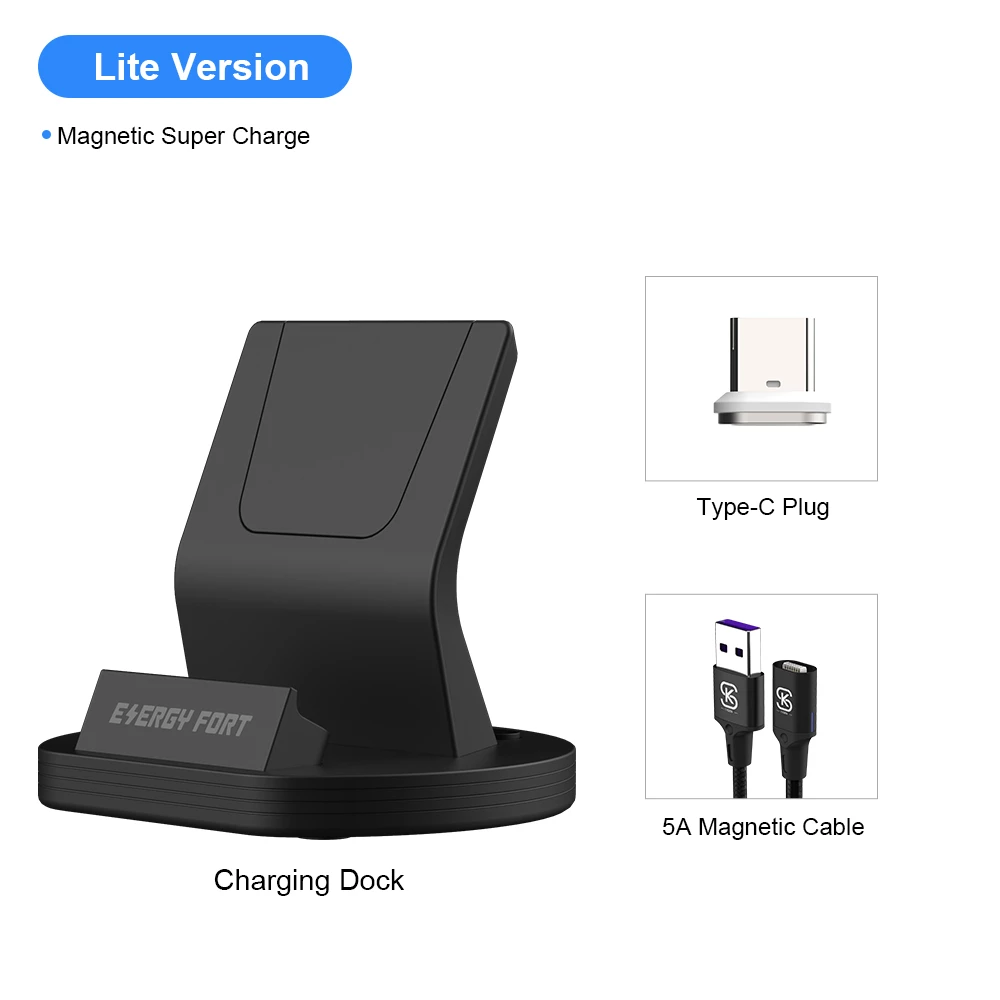 Lite Version
• Magnetic Super Charge
ENERGY FORT
Type-C Plug
5A Magnetic Cable
Charging Dock